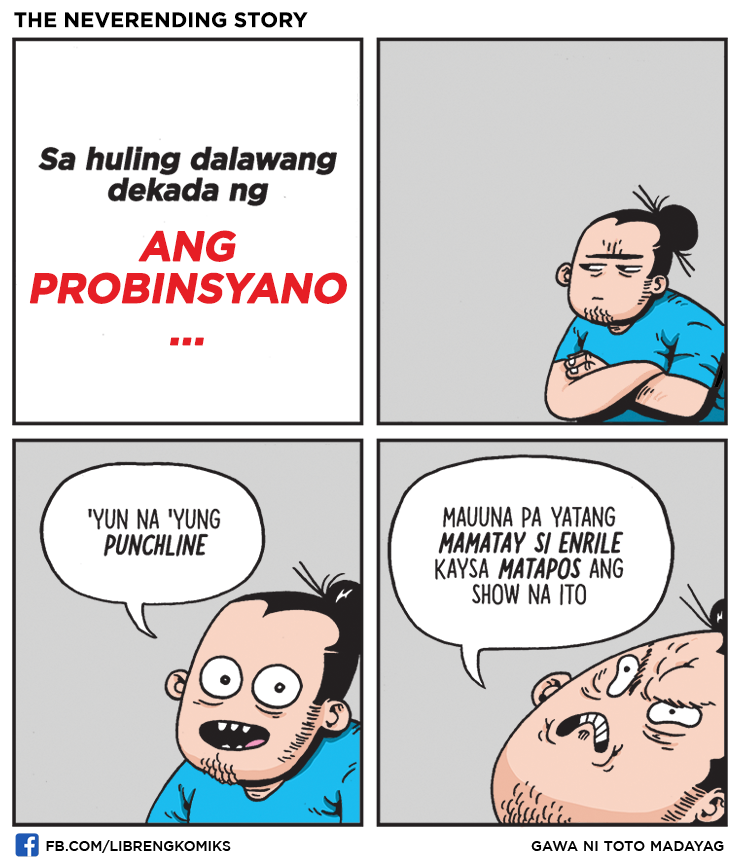 THE NEVERENDING STORY
Sa huling dalawang
dekada ng
ANG
PROBINSYANO
...
'YUN NA 'YUNG
PUNCHLINE
MAUUNA PA YATANG
MAMATAY SI ENRILE
KAYSA MATAPOS ANG
SHOW NA ITO
f FB.COM/LIBRENGKOMIKS
GAWA NI TOTO MADAYAG